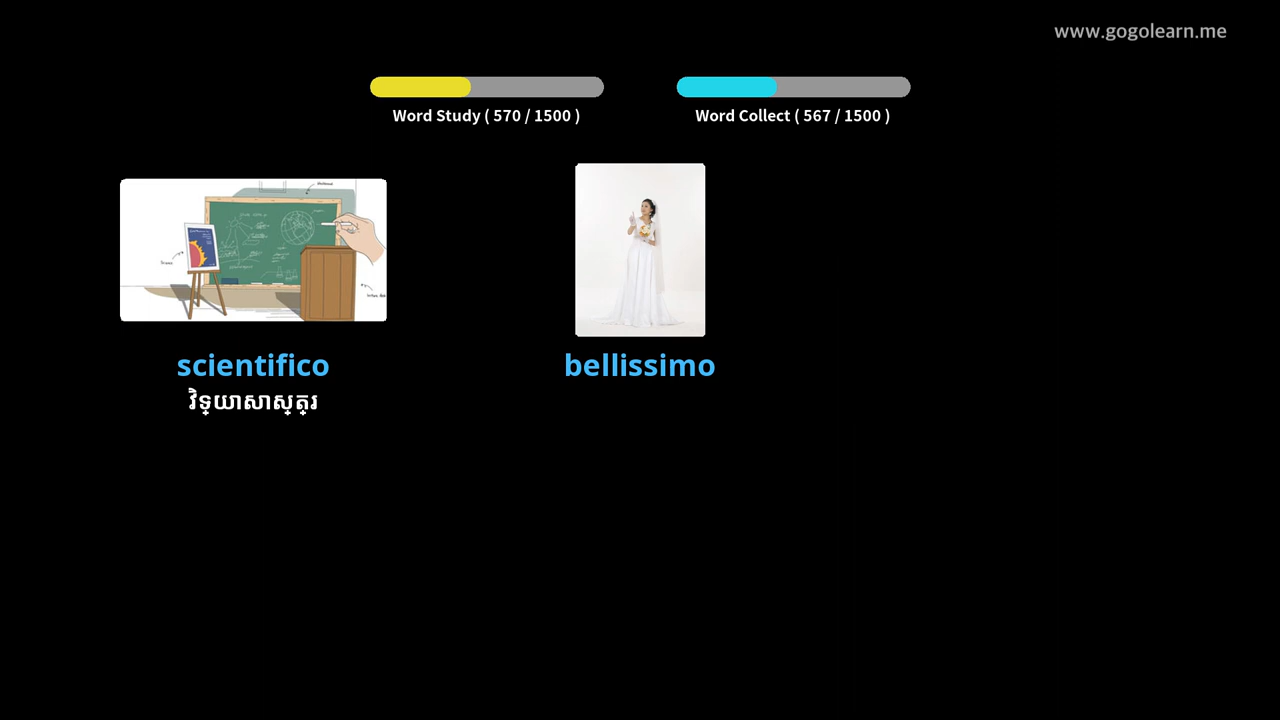 www.gogolearn.me
Word Study ( 570 / 1500 )
Word Collect ( 567 / 1500 )
scientifico
វិទ្យាសាស្ត្រ
bellissimo